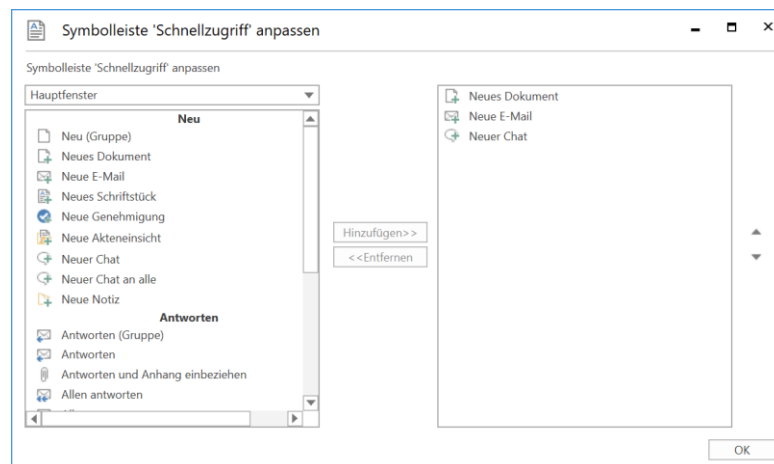 Symbolleiste 'Schnellzugriff' anpassen
Symbolleiste 'Schnellzugriff' anpassen
Hauptfenster
Neu
Neu (Gruppe)
Neues Dokument
Neue E-Mail
Neues Schriftstück
Neue Genehmigung
Neue Akteneinsicht
Neuer Chat
Neuer Chat an alle
Neue Notiz
Antworten
Antworten (Gruppe)
Antworten
Antworten und Anhang einbeziehen
Allen antworten
Hinzufügen>>
<<Entfernen
Neues Dokument
Neue E-Mail
Neuer Chat
OK